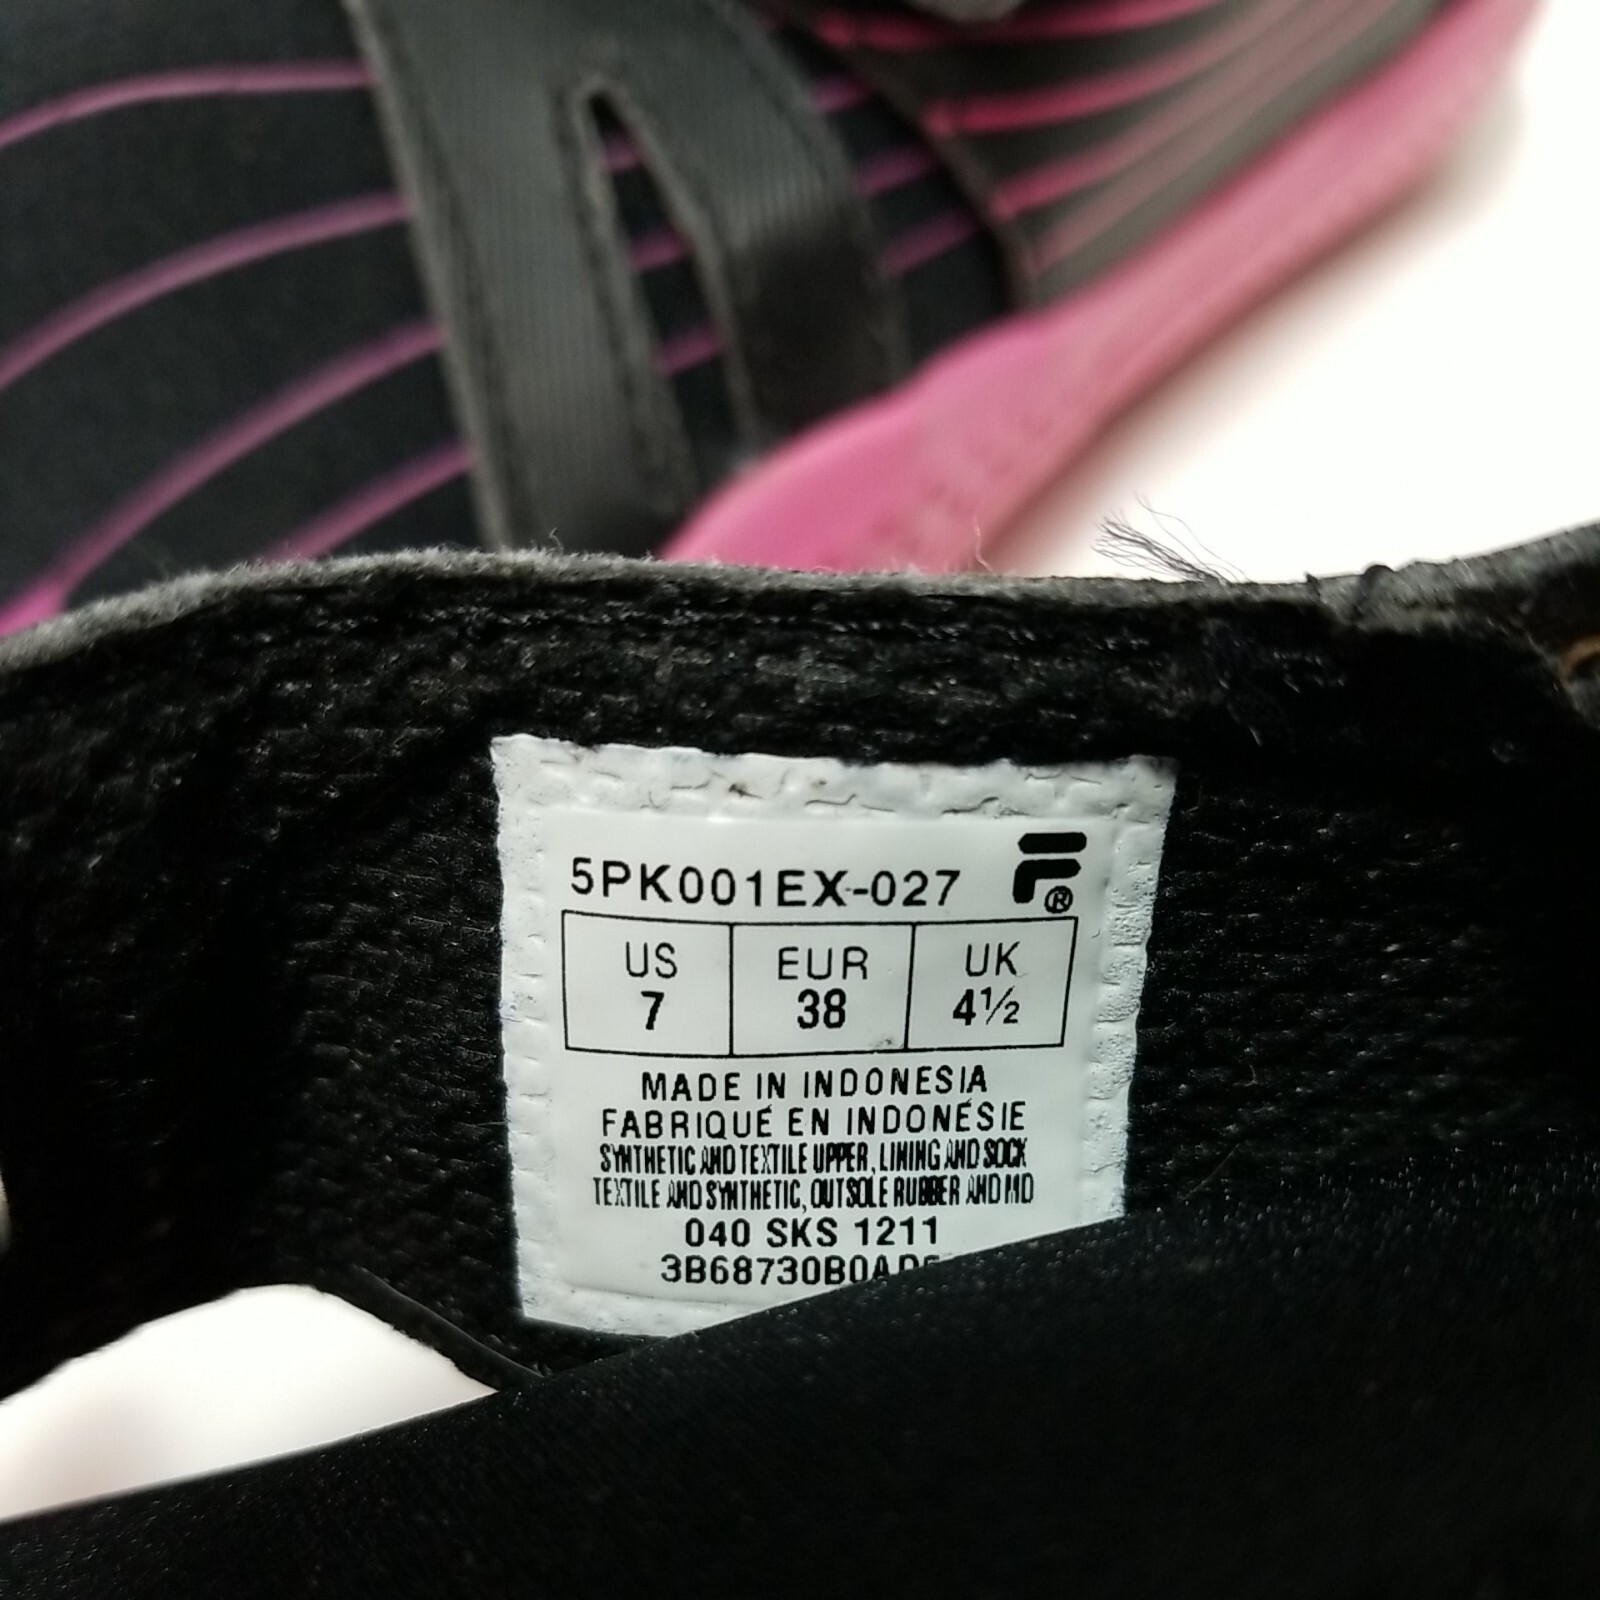 5PK001EX-027 F®
US EUR UK
7 38 4½
MADE IN INDONESIA
FABRIQUÉ EN INDONÉSIE
SYNTHETIC AND TEXTILE UPPER, LINING AND SOCK
TEXTILE AND SYNTHETIC, OUTSOLE RUBBER AND MD
040 SKS 1211